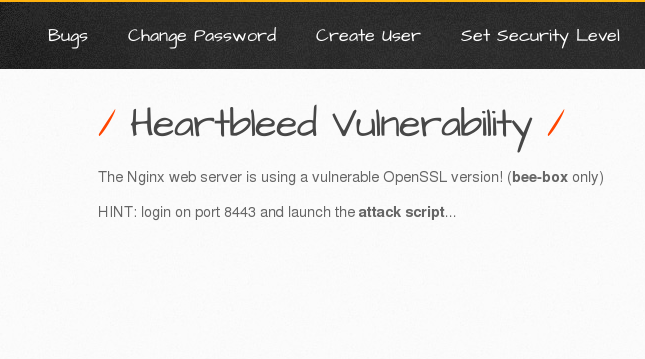 Bugs Change Password Create User Set Security Level
/ Heartbleed Vulnerability /
The Nginx web server is using a vulnerable OpenSSL version! (bee-box only)
HINT: login on port 8443 and launch the attack script...